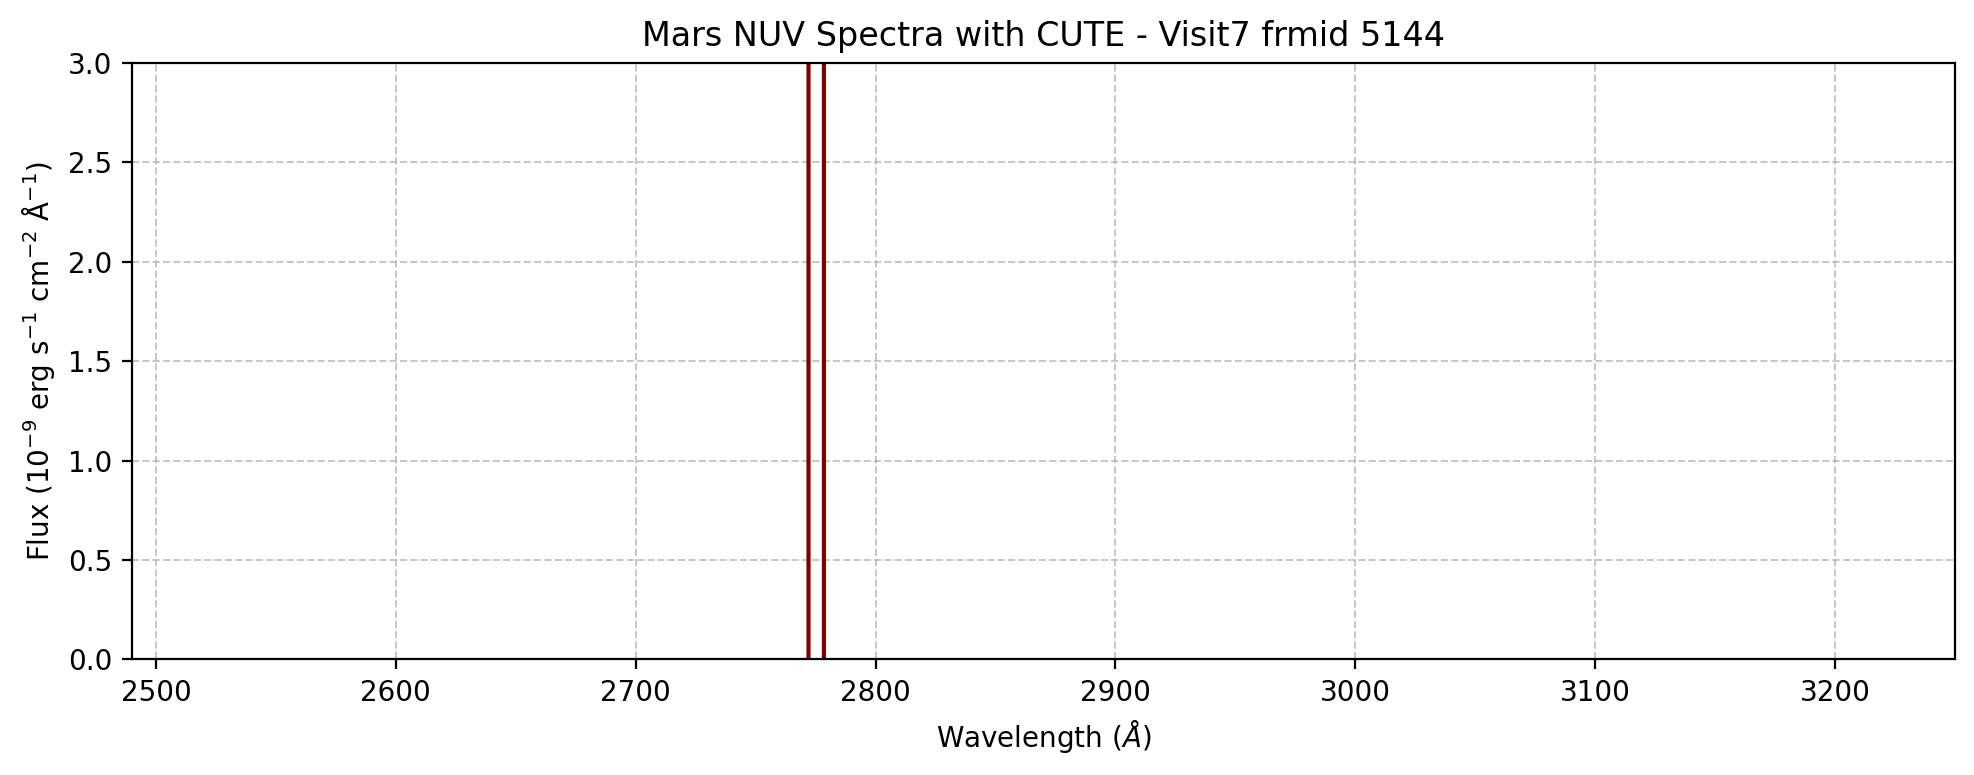 Mars NUV Spectra with CUTE - Visit7 frmid 5144
3.0
2.5
2.0
1.5
1.0
0.5
0.0
Flux (10⁻⁹ erg s⁻¹ cm⁻² Å⁻¹)
2500 2600 2700 2800 2900 3000 3100 3200
Wavelength (Å)